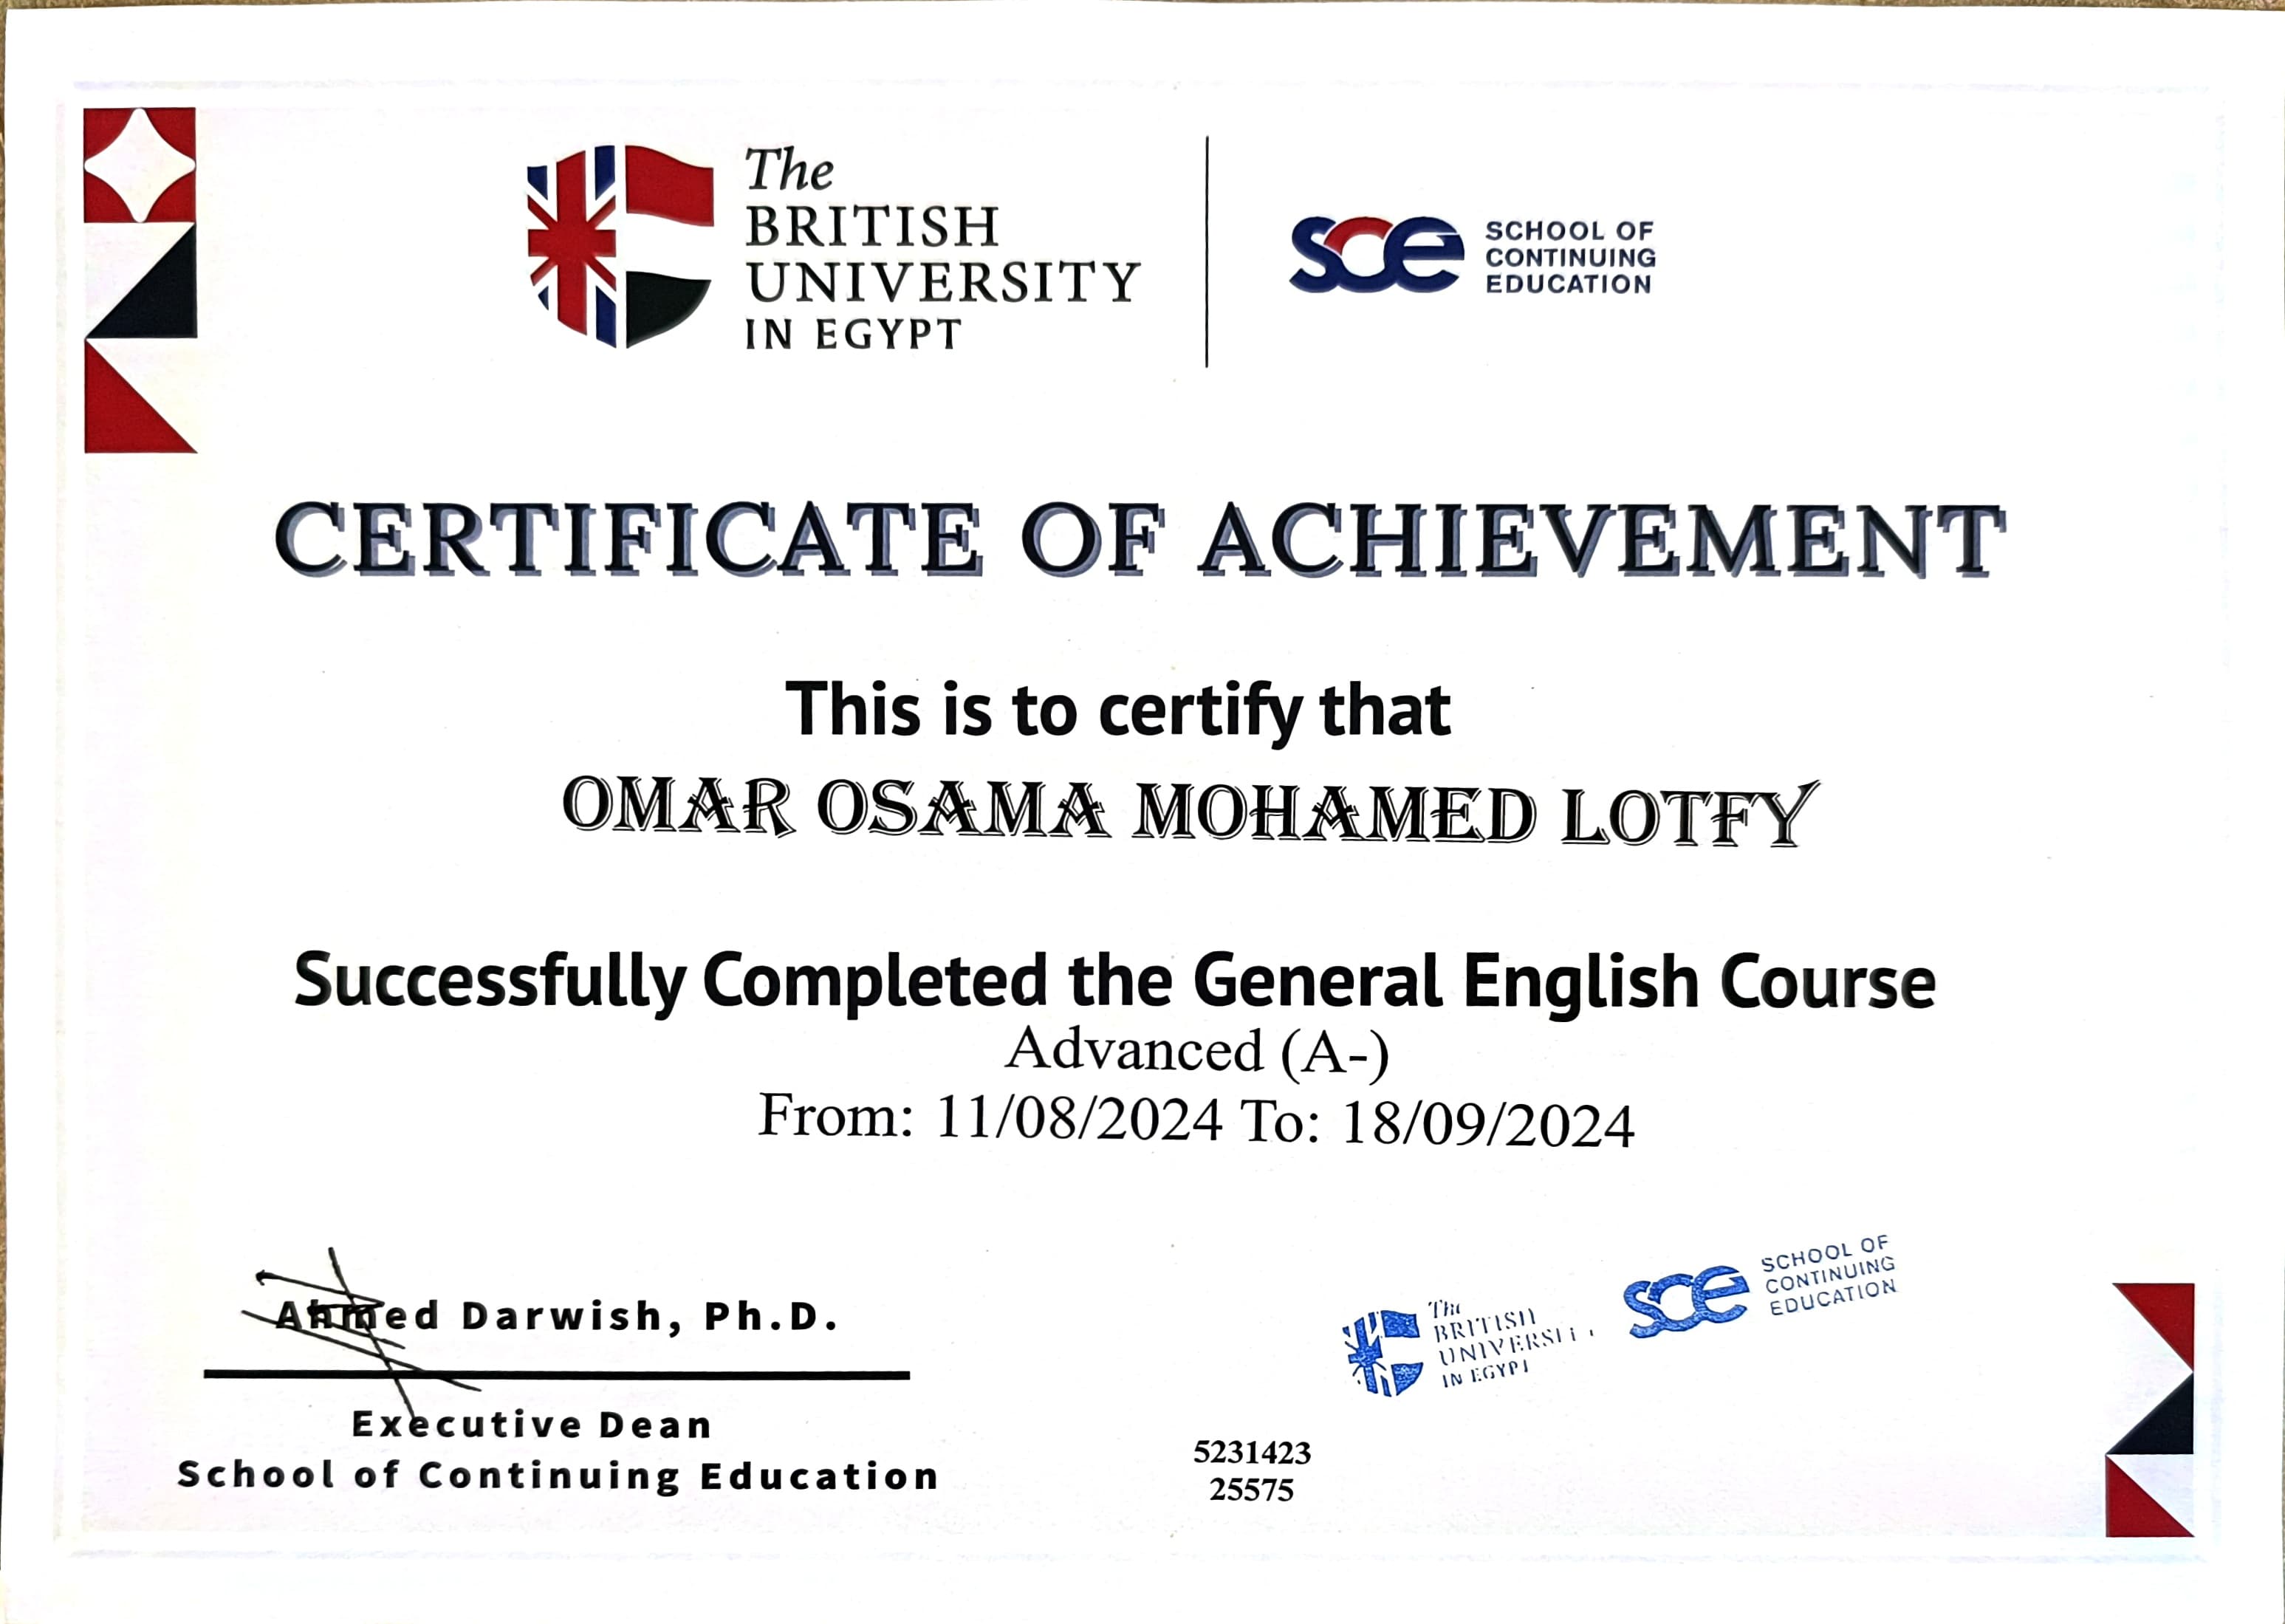 The
BRITISH
UNIVERSITY
IN EGYPT
sce
SCHOOL OF
CONTINUING
EDUCATION
CERTIFICATE OF ACHIEVEMENT
This is to certify that
OMAR OSAMA MOHAMED LOTFY
Successfully Completed the General English Course
Advanced (A-)
From: 11/08/2024 To: 18/09/2024
Ahmed Darwish, Ph.D.
Executive Dean
School of Continuing Education
The
BRITISH
UNIVERSITY
IN EGYPT
sce
SCHOOL OF
CONTINUING
EDUCATION
5231423
25575